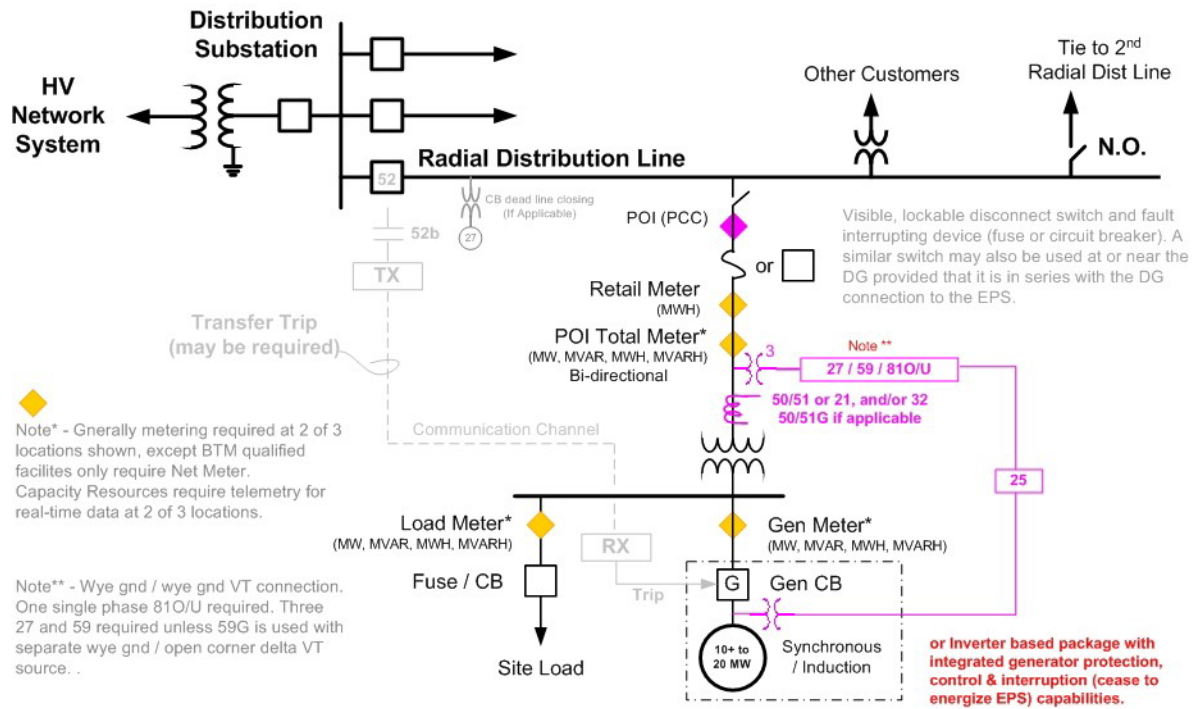 Distribution
Substation
HV
Network
System
Other Customers
Tie to 2nd
Radial Dist Line
N.O.
Radial Distribution Line
52
CB dead line closing
(If Applicable)
27
52b
TX
POI (PCC)
or
Visible, lockable disconnect switch and fault
interrupting device (fuse or circuit breaker). A
similar switch may also be used at or near the
DG provided that it is in series with the DG
connection to the EPS.
Retail Meter
(MWH)
Transfer Trip
(may be required)
POI Total Meter*
(MW, MVAR, MWH, MVARH)
Bi-directional
3
Note **
27 / 59 / 81O/U
50/51 or 21, and/or 32
50/51G if applicable
Note* - Gnerally metering required at 2 of 3
locations shown, except BTM qualified
facilites only require Net Meter.
Capacity Resources require telemetry for
real-time data at 2 of 3 locations.
Communication Channel
25
Load Meter*
(MW, MVAR, MWH, MVARH)
RX
Gen Meter*
(MW, MVAR, MWH, MVARH)
Fuse / CB
Trip
G
Gen CB
Note** - Wye gnd / wye gnd VT connection.
One single phase 81O/U required. Three
27 and 59 required unless 59G is used with
separate wye gnd / open corner delta VT
source. .
Site Load
10+ to
20 MW
Synchronous
/ Induction
or Inverter based package with
integrated generator protection,
control & interruption (cease to
energize EPS) capabilities.